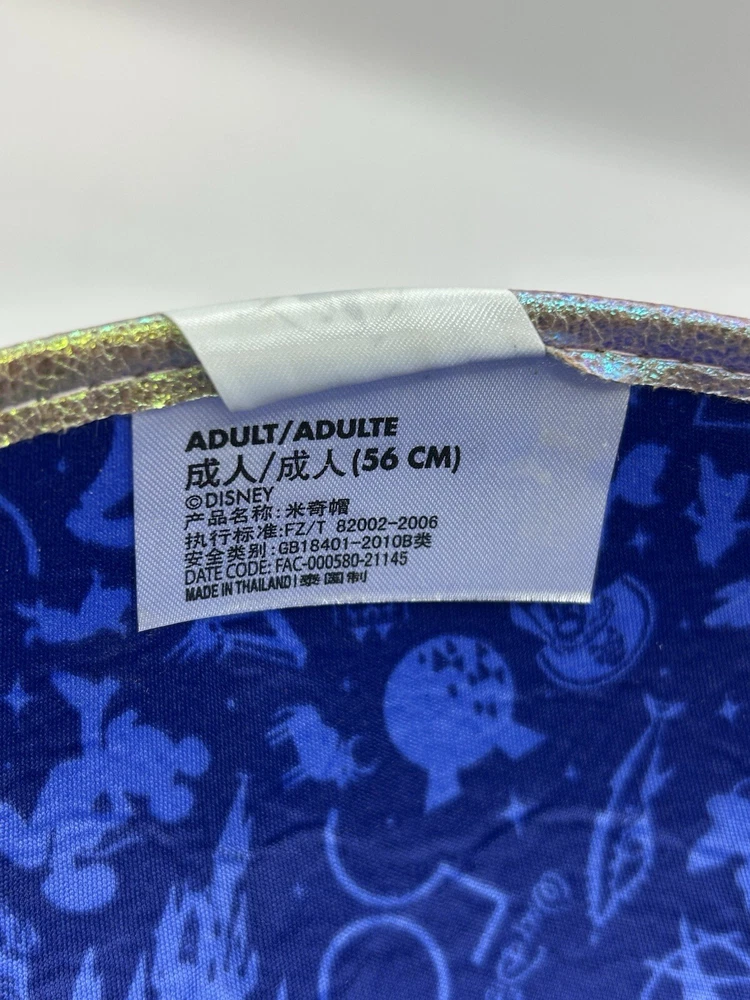 ADULT/ADULTE
成人/成人(56 CM)
©DISNEY
产品名称:米奇帽
执行标准:FZ/T 82002-2006
安全类别:GB18401-2010B类
DATE CODE: FAC-000580-21145
MADE IN THAILAND | 泰國制